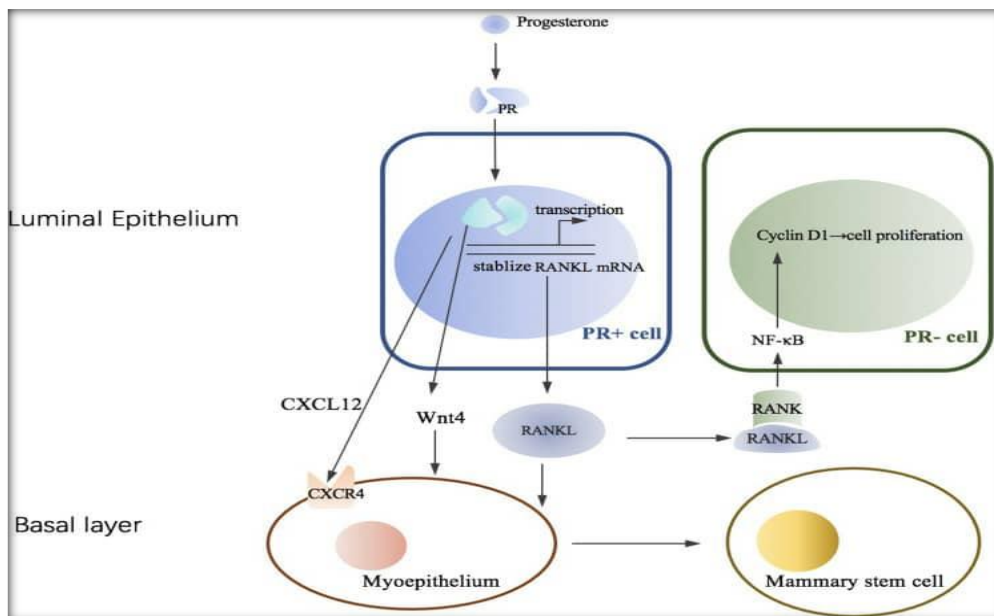 Progesterone
PR
Luminal Epithelium
transcription
stablize RANKL mRNA
PR+ cell
Cyclin D1→cell proliferation
NF-κB
PR- cell
CXCL12
Wnt4
RANKL
RANK
RANKL
CXCR4
Basal layer
Myoepithelium
Mammary stem cell